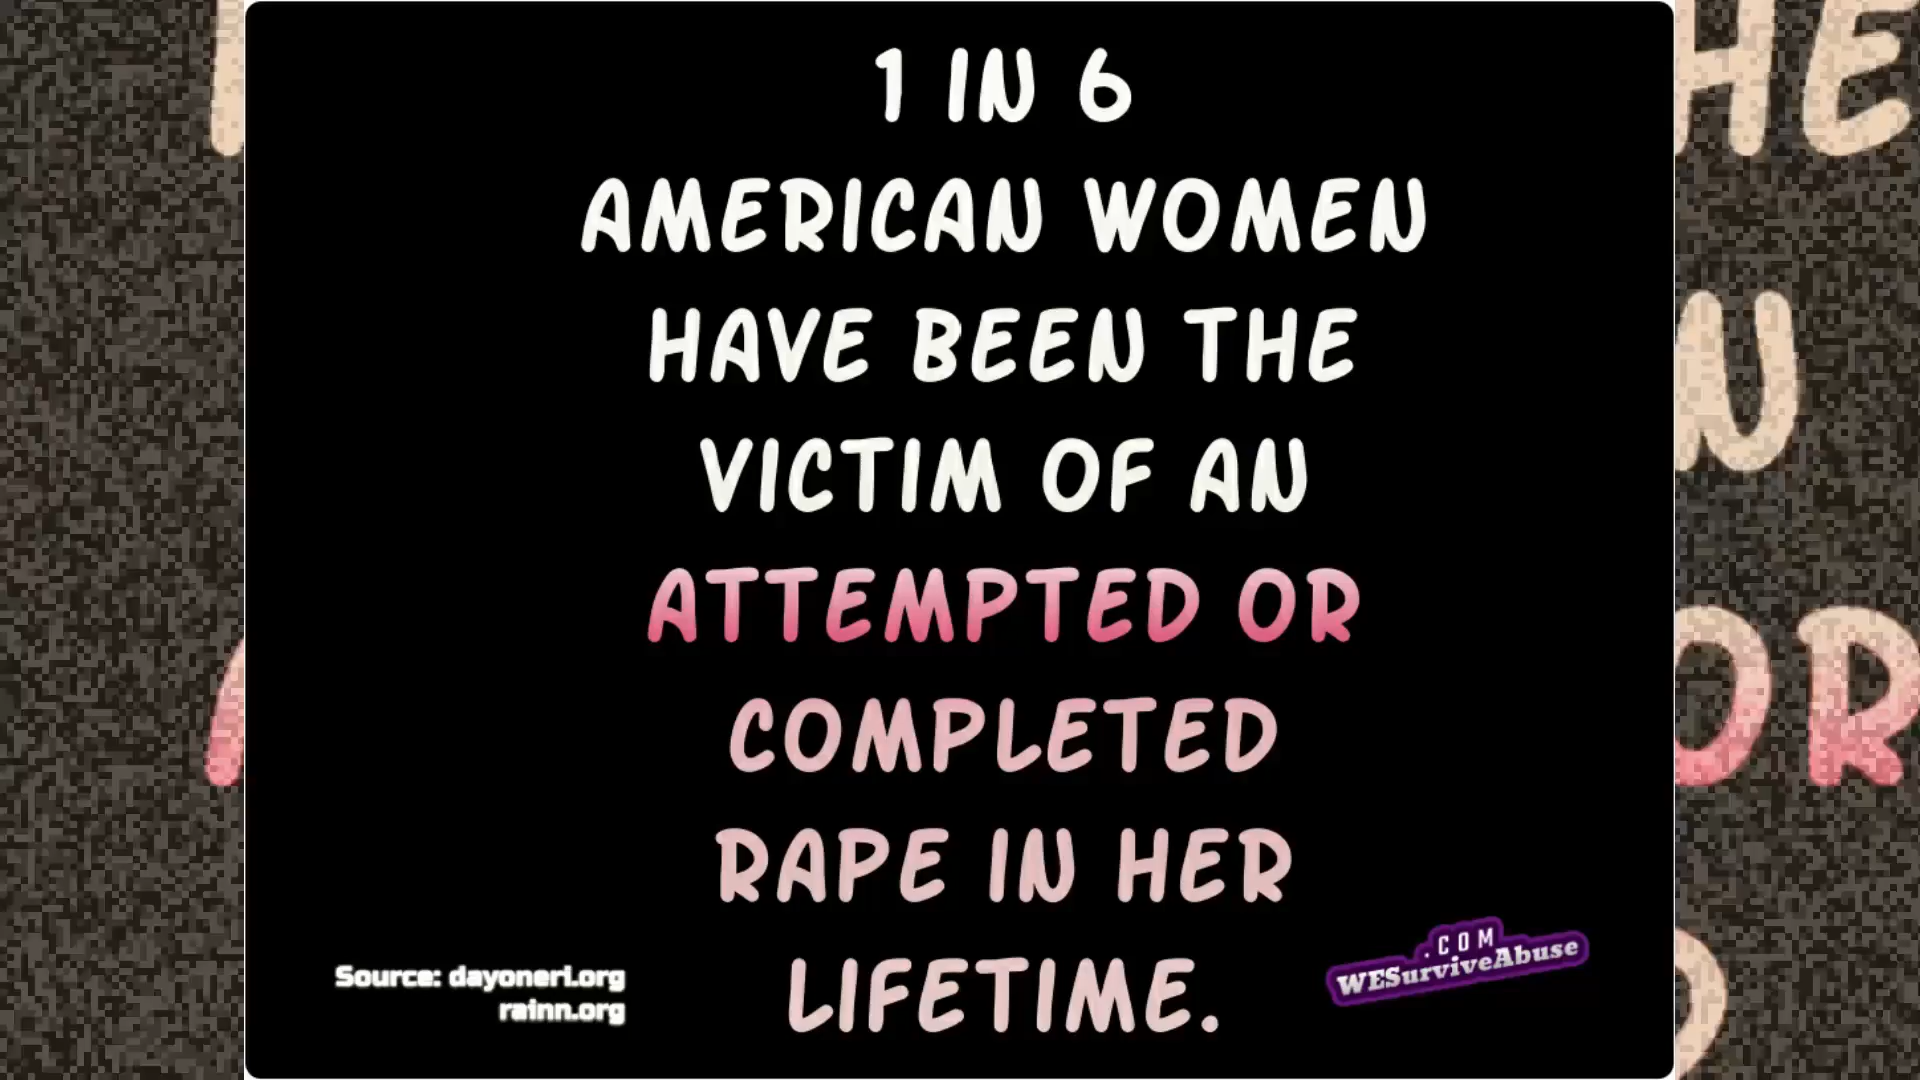 1 IN 6
AMERICAN WOMEN
HAVE BEEN THE
VICTIM OF AN
ATTEMPTED OR
COMPLETED
RAPE IN HER
LIFETIME.
Source: dayoneri.org
rainn.org
.COM
WESurviveAbuse